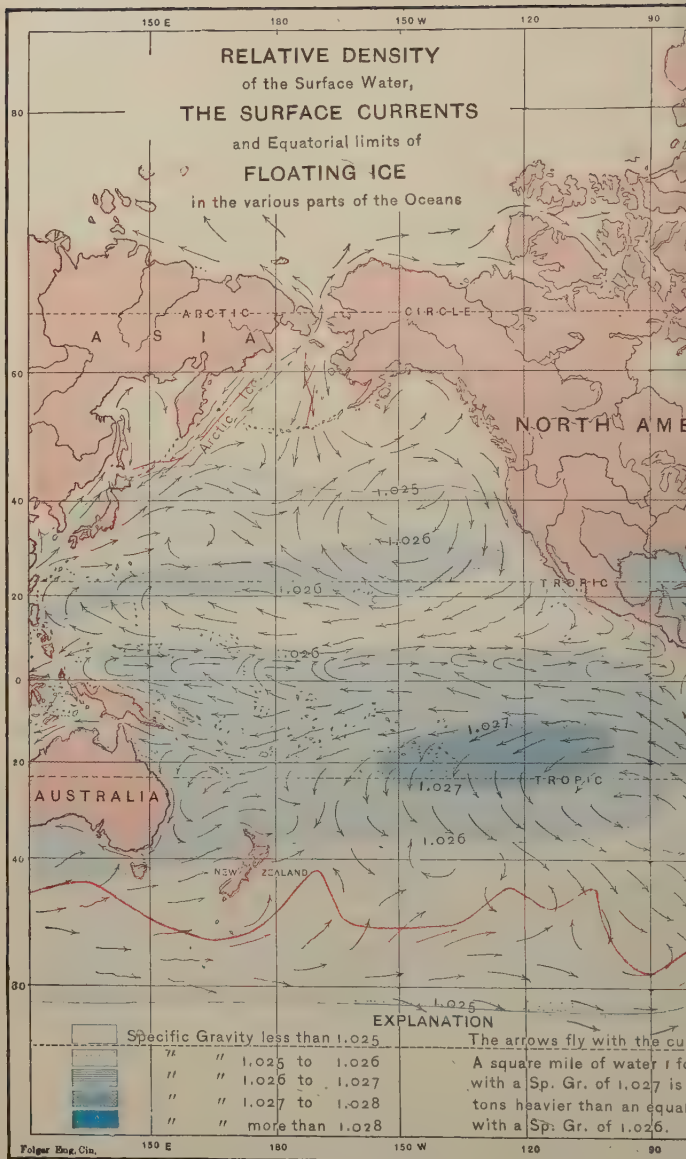 150 E 180 150 W 120 90
RELATIVE DENSITY
of the Surface Water,
THE SURFACE CURRENTS
and Equatorial limits of
FLOATING ICE
in the various parts of the Oceans
80
ARCTIC CIRCLE
A S I A
60
Arctic Ice
NORTH AME
1.025
40
1.026
1.026
TROPIC
20
.026
0
1.027
20
TROPIC
1.027
AUSTRALIA
1.026
40
NEW ZEALAND
1.025
EXPLANATION
Specific Gravity less than 1.025
" " 1.025 to 1.026
" " 1.026 to 1.027
" " 1.027 to 1.028
" " more than 1.028
The arrows fly with the cu
A square mile of water 1 fo
with a Sp. Gr. of 1.027 is
tons heavier than an equa
with a Sp. Gr. of 1.026.
Folger Eng. Cin.
150 E 180 150 W 120 90